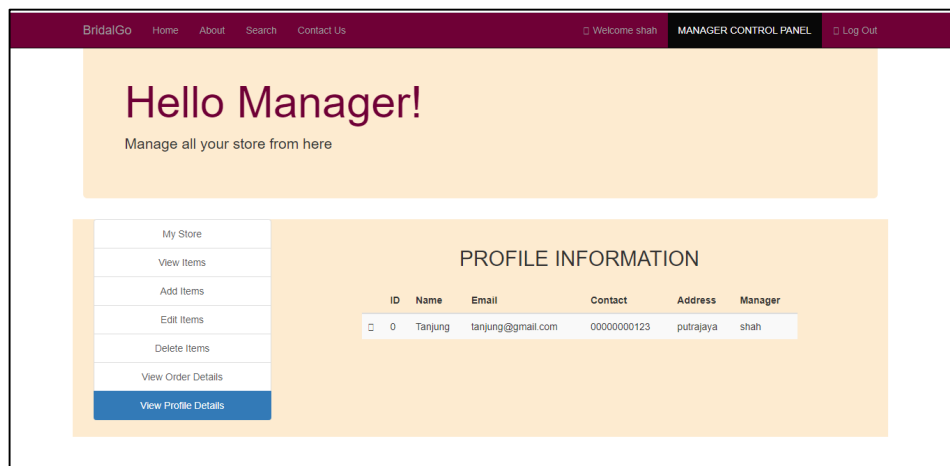 BridalGo Home About Search Contact Us Welcome shah MANAGER CONTROL PANEL Log Out
Hello Manager!
Manage all your store from here
My Store
View Items
Add Items
Edit Items
Delete Items
View Order Details
View Profile Details
PROFILE INFORMATION
ID Name Email Contact Address Manager
0 Tanjung tanjung@gmail.com 00000000123 putrajaya shah